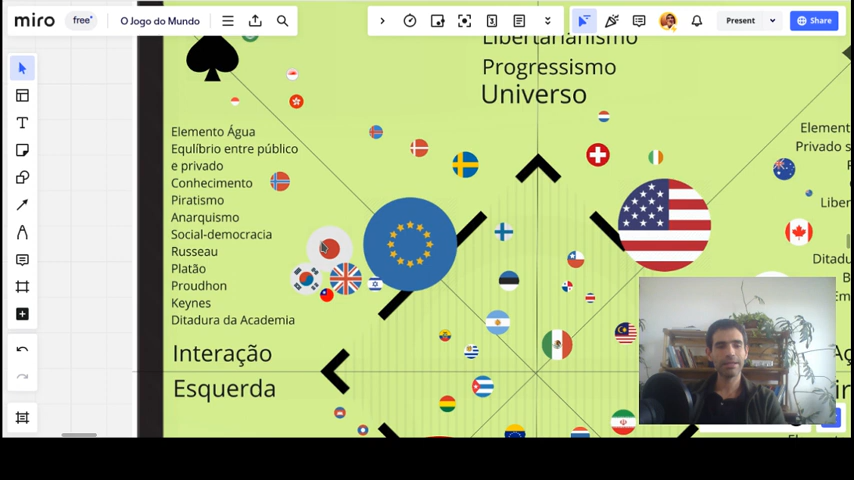 miro
free
O Jogo do Mundo
3
Present
Share
Libertarianismo
Progressismo
Universo
Elemento Água
Equlíbrio entre público
e privado
Conhecimento
Piratismo
Anarquismo
Social-democracia
Russeau
Platão
Proudhon
Keynes
Ditadura da Academia
Interação
Esquerda
Element
Privado s
Liber
Ditadu